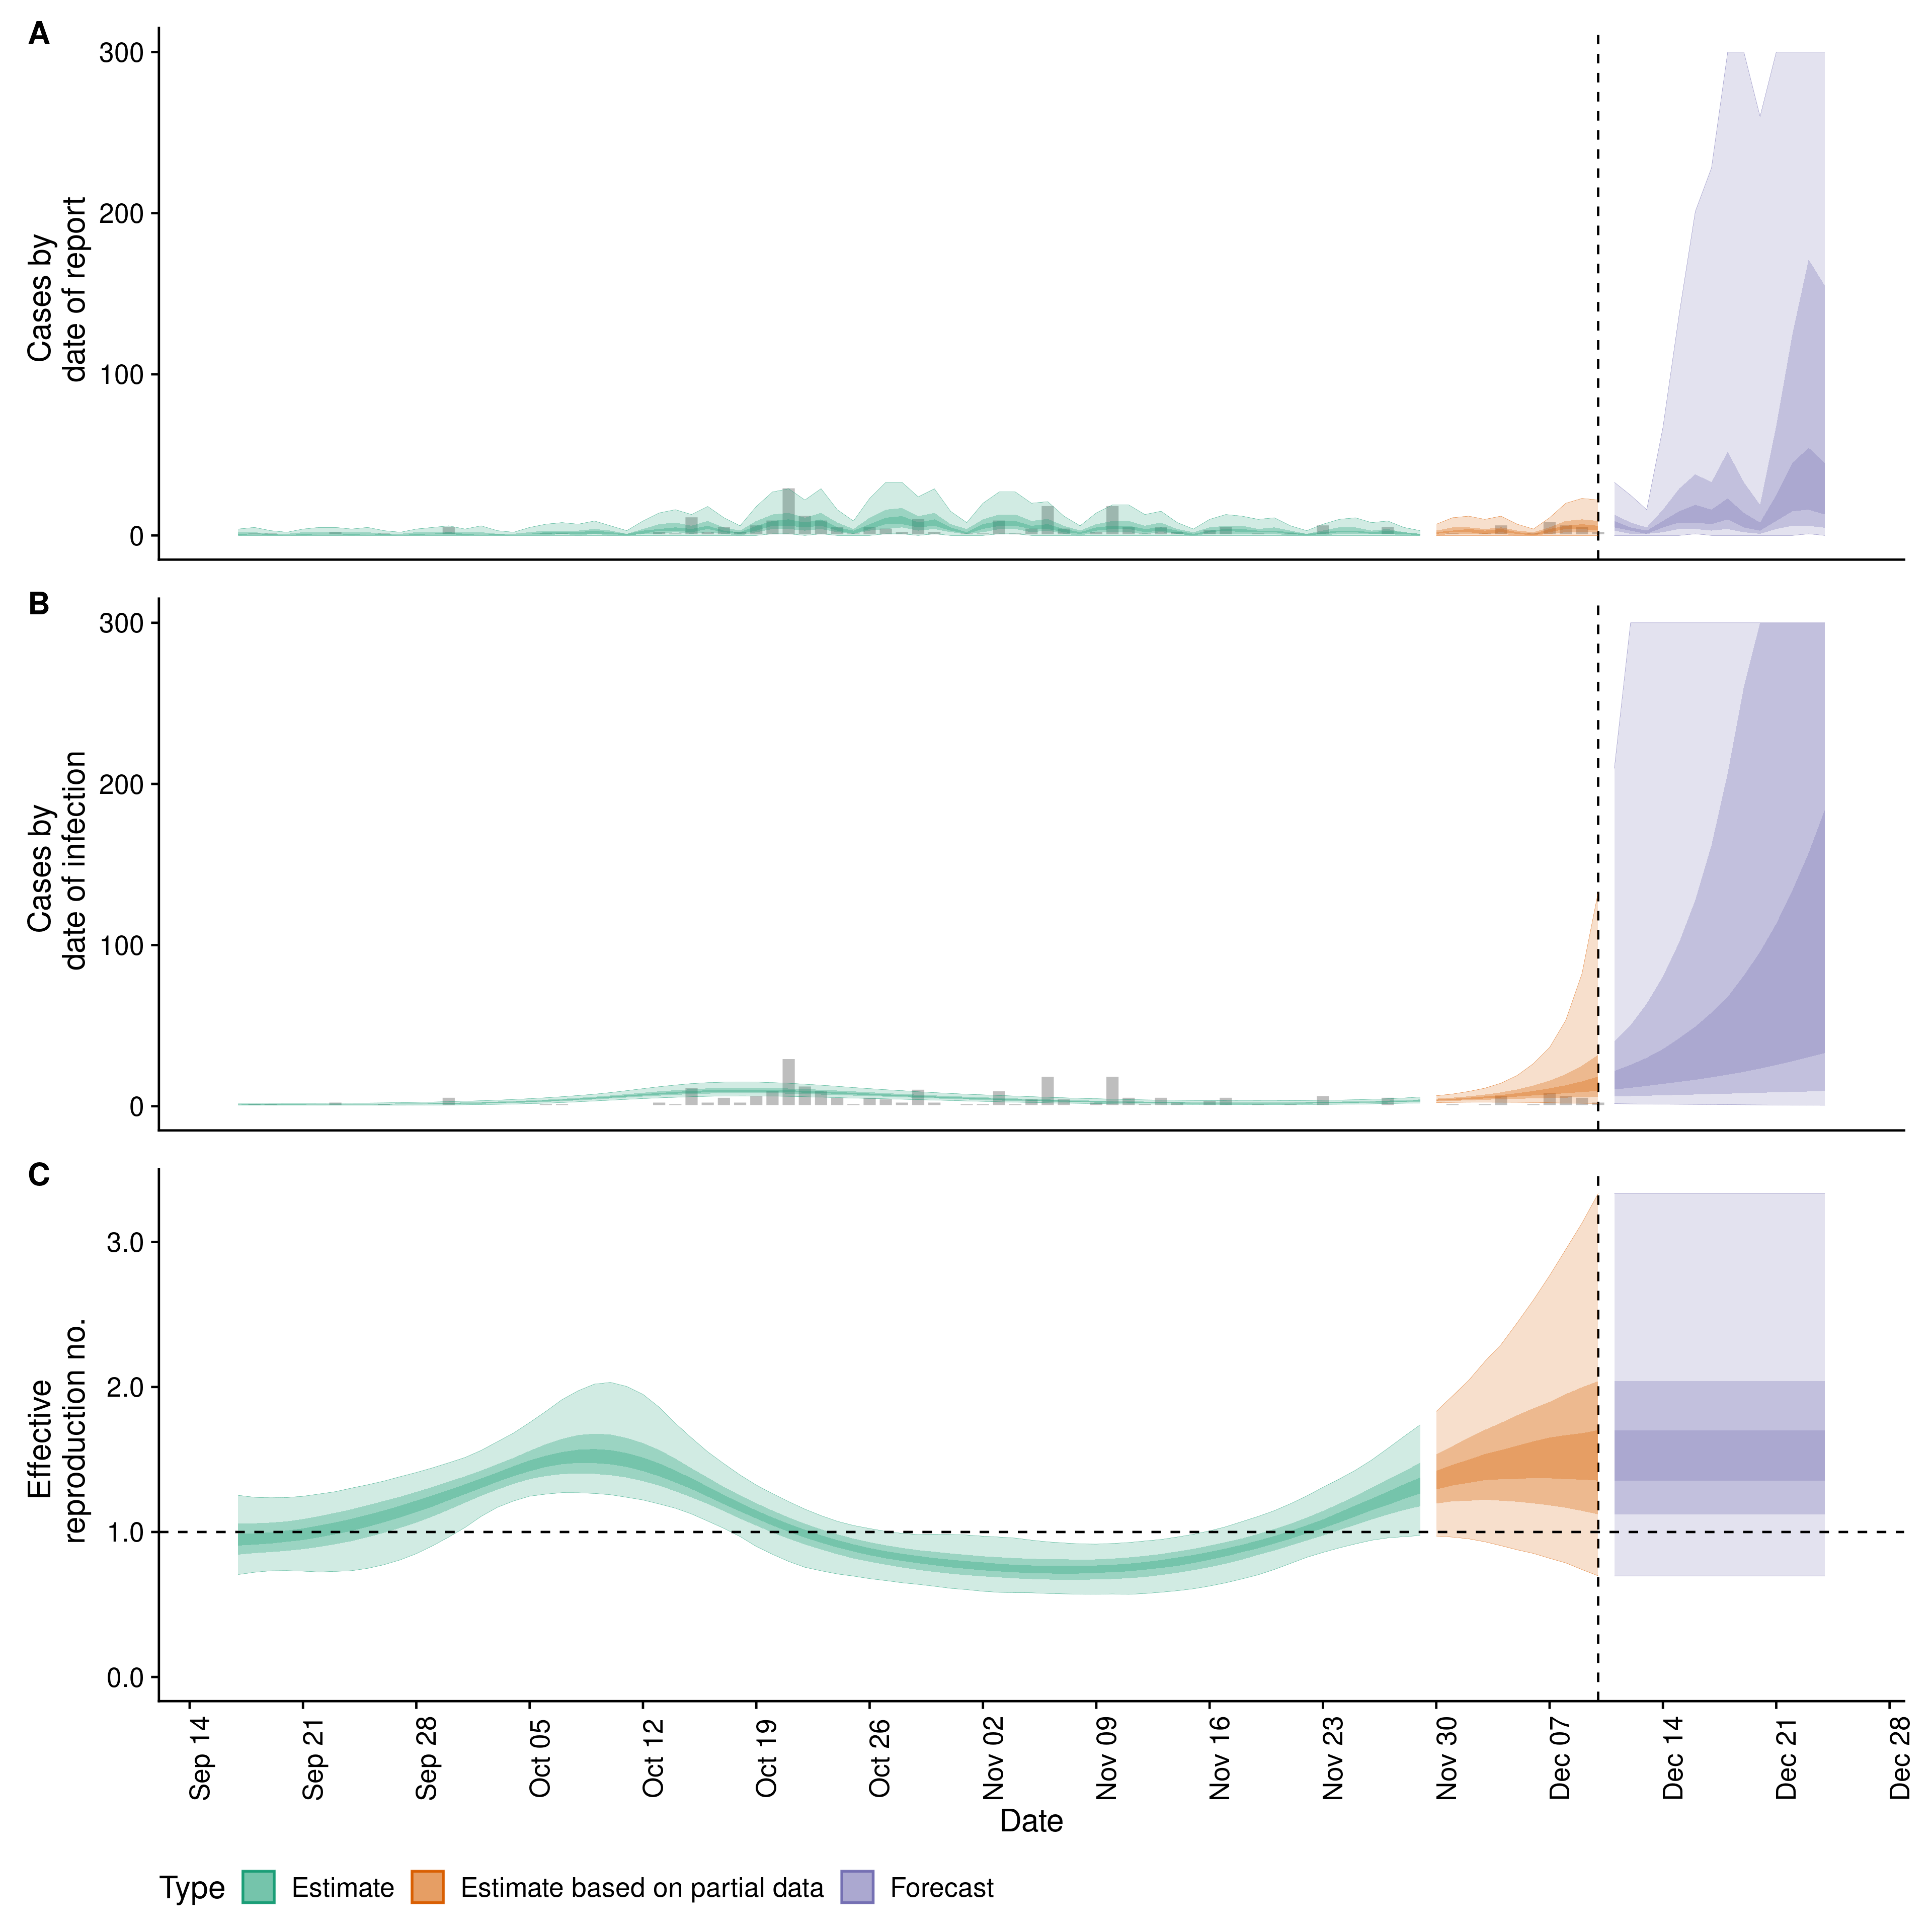 A
300
200
100
0
Cases by
date of report
B
300
200
100
0
Cases by
date of infection
C
3.0
2.0
1.0
0.0
Effective
reproduction no.
Sep 14
Sep 21
Sep 28
Oct 05
Oct 12
Oct 19
Oct 26
Nov 02
Nov 09
Nov 16
Nov 23
Nov 30
Dec 07
Dec 14
Dec 21
Dec 28
Date
Type Estimate Estimate based on partial data Forecast